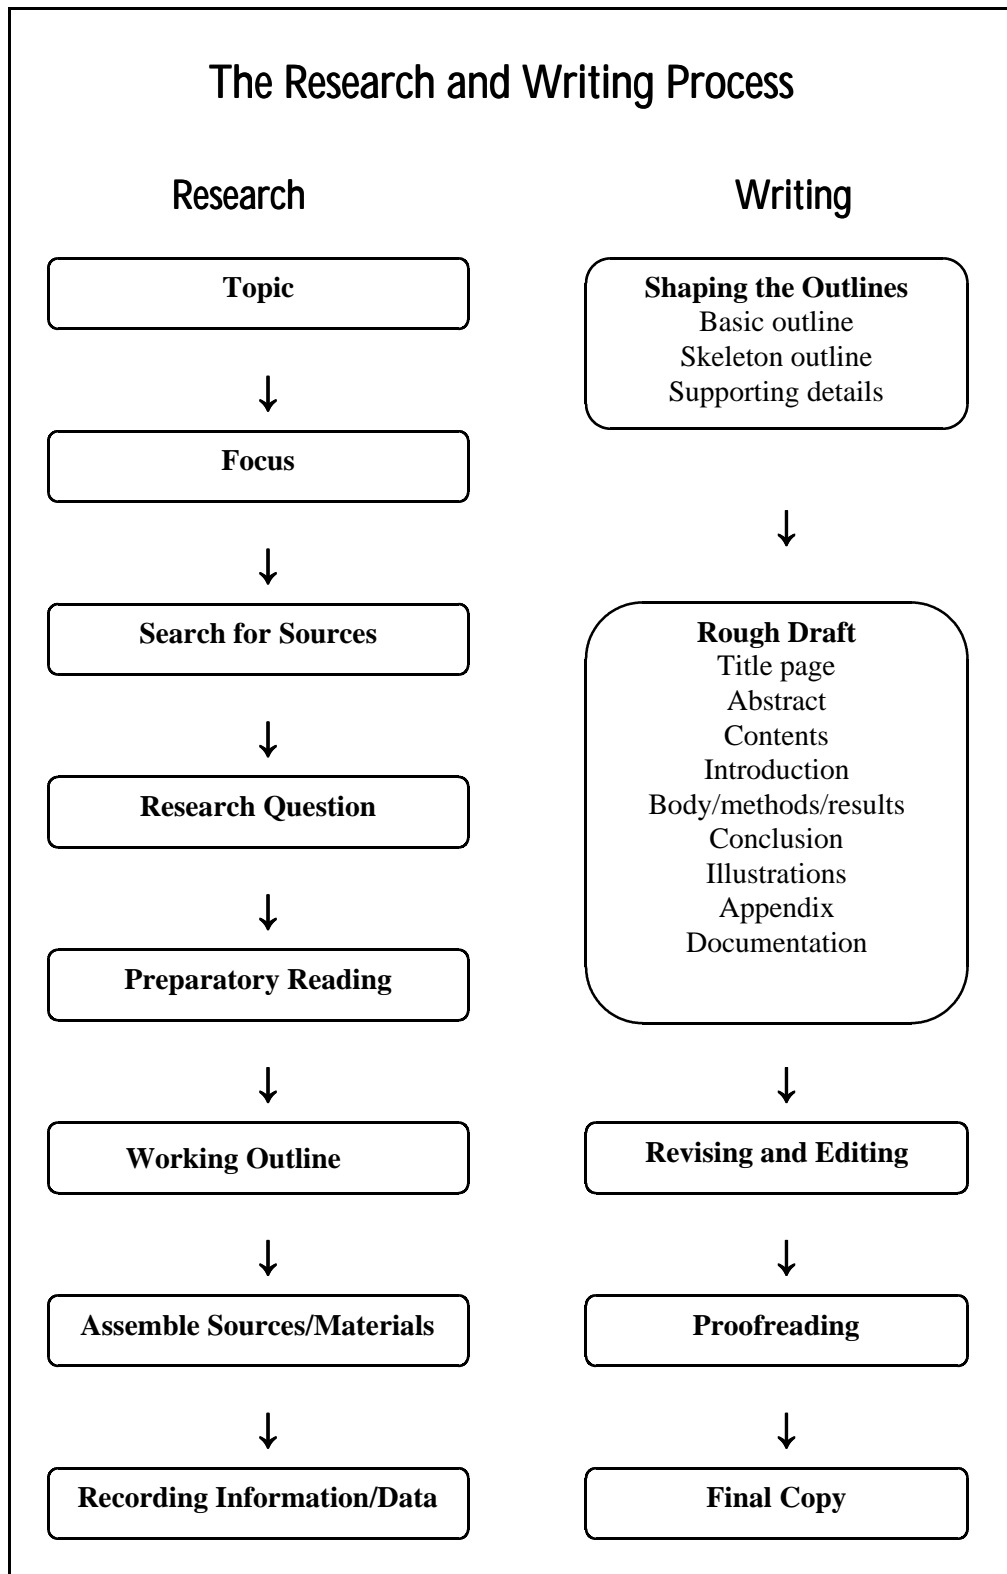 The Research and Writing Process
Research
Topic
↓
Focus
↓
Search for Sources
↓
Research Question
↓
Preparatory Reading
↓
Working Outline
↓
Assemble Sources/Materials
↓
Recording Information/Data
Writing
Shaping the Outlines
Basic outline
Skeleton outline
Supporting details
↓
Rough Draft
Title page
Abstract
Contents
Introduction
Body/methods/results
Conclusion
Illustrations
Appendix
Documentation
↓
Revising and Editing
↓
Proofreading
↓
Final Copy